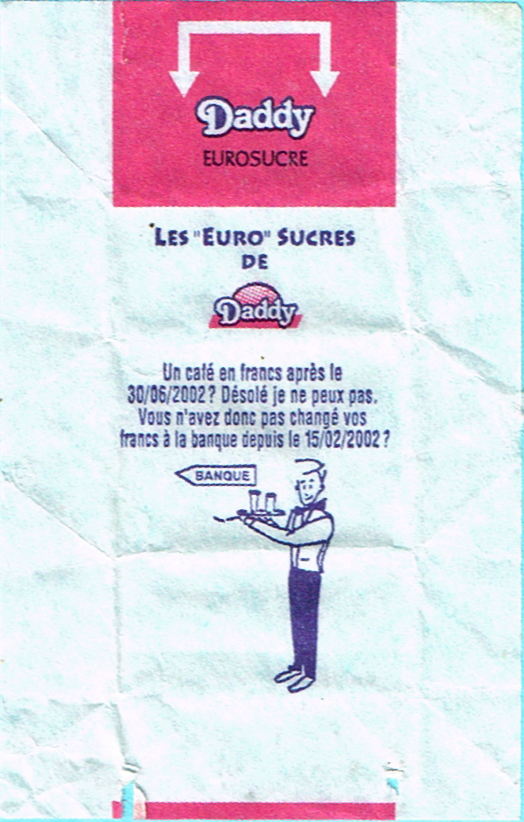 Daddy
EUROSUCRE
LES "EURO" SUCRES
DE
Daddy
Un café en francs après le
30/06/2002? Désolé je ne peux pas.
Vous n'avez donc pas changé vos
francs à la banque depuis le 15/02/2002?
BANQUE